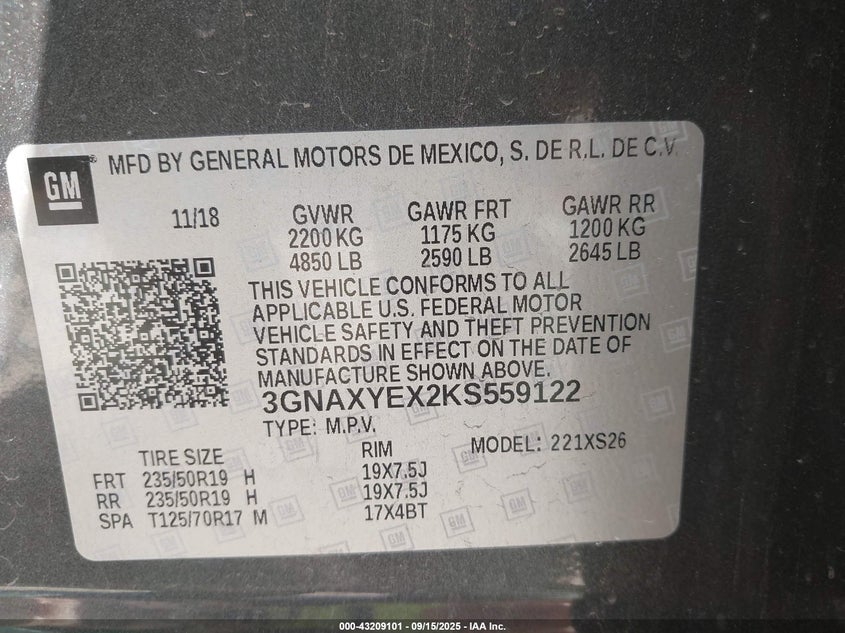 GM
® MFD BY GENERAL MOTORS DE MEXICO, S. DE R.L. DE C.V.
11/18 GVWR GAWR FRT GAWR RR
2200 KG 1175 KG 1200 KG
4850 LB 2590 LB 2645 LB
THIS VEHICLE CONFORMS TO ALL
APPLICABLE U.S. FEDERAL MOTOR
VEHICLE SAFETY AND THEFT PREVENTION
STANDARDS IN EFFECT ON THE DATE OF
MANUFACTURE SHOWN ABOVE.
3GNAXYEX2KS559122
TYPE: M.P.V. MODEL: 221XS26
TIRE SIZE RIM
FRT 235/50R19 H 19X7.5J
RR 235/50R19 H 19X7.5J
SPA T125/70R17 M 17X4BT
000-43209101 - 09/15/2025 - IAA Inc.